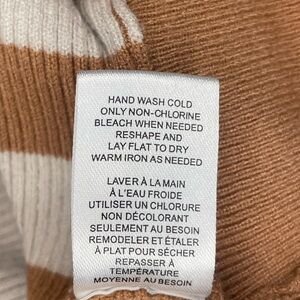 HAND WASH COLD
ONLY NON-CHLORINE
BLEACH WHEN NEEDED
RESHAPE AND
LAY FLAT TO DRY
WARM IRON AS NEEDED
LAVER À LA MAIN
À L'EAU FROIDE
UTILISER UN CHLORURE
NON DÉCOLORANT
SEULEMENT AU BESOIN
REMODELER ET ÉTALER
À PLAT POUR SÉCHER
REPASSER À
TEMPÉRATURE
MOYENNE AU BESOIN